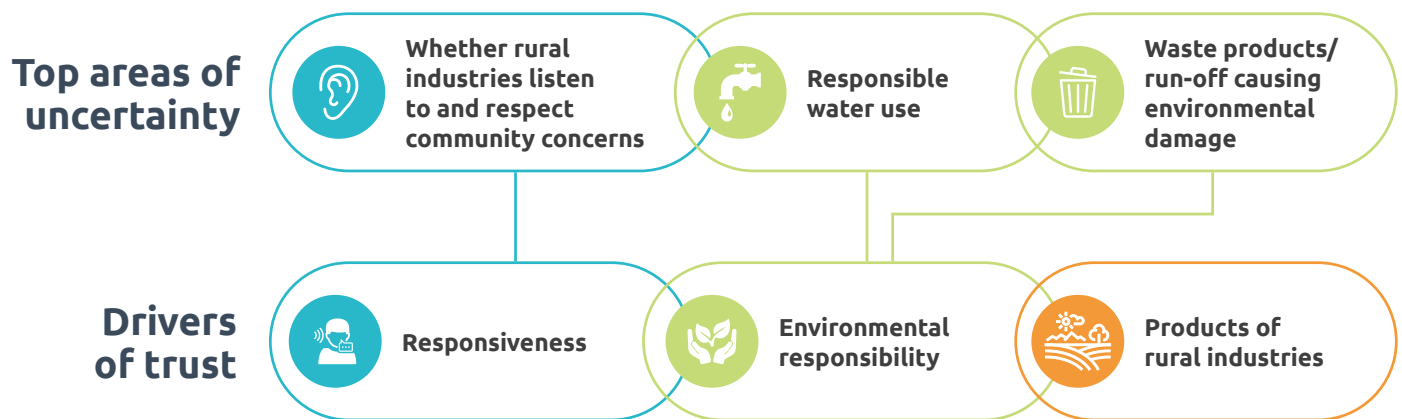 Top areas of
uncertainty
Whether rural
industries listen
to and respect
community concerns
Responsible
water use
Waste products/
run-off causing
environmental
damage
Drivers
of trust
Responsiveness
Environmental
responsibility
Products of
rural industries